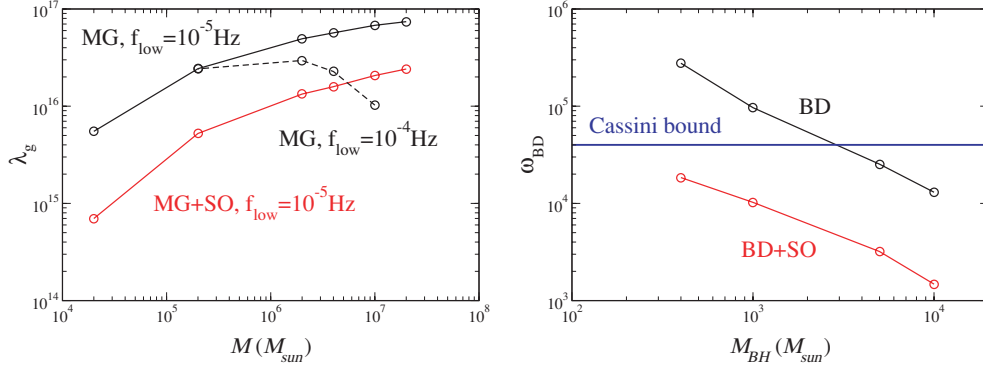 10^17
10^16
10^15
10^14
λ_g
MG, f_low=10^-5Hz
MG, f_low=10^-4Hz
MG+SO, f_low=10^-5Hz
10^4 10^5 10^6 10^7 10^8
M (M_sun)
10^6
10^5
10^4
10^3
ω_BD
BD
Cassini bound
BD+SO
10^2 10^3 10^4
M_BH (M_sun)